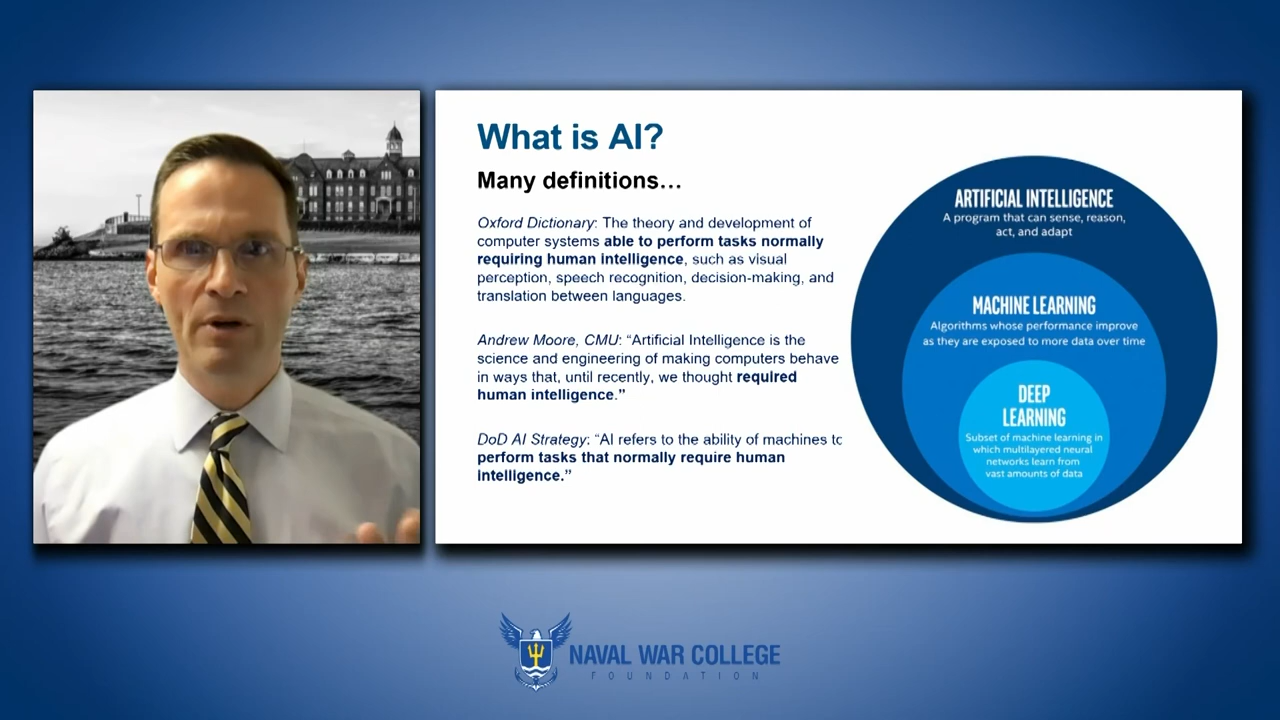 What is AI?
Many definitions…
Oxford Dictionary: The theory and development of
computer systems able to perform tasks normally
requiring human intelligence, such as visual
perception, speech recognition, decision-making, and
translation between languages.
Andrew Moore, CMU: “Artificial Intelligence is the
science and engineering of making computers behave
in ways that, until recently, we thought required
human intelligence.”
DoD AI Strategy: “AI refers to the ability of machines to
perform tasks that normally require human
intelligence.”
ARTIFICIAL INTELLIGENCE
A program that can sense, reason,
act, and adapt
MACHINE LEARNING
Algorithms whose performance improve
as they are exposed to more data over time
DEEP
LEARNING
Subset of machine learning in
which multilayered neural
networks learn from
vast amounts of data
NAVAL WAR COLLEGE
FOUNDATION